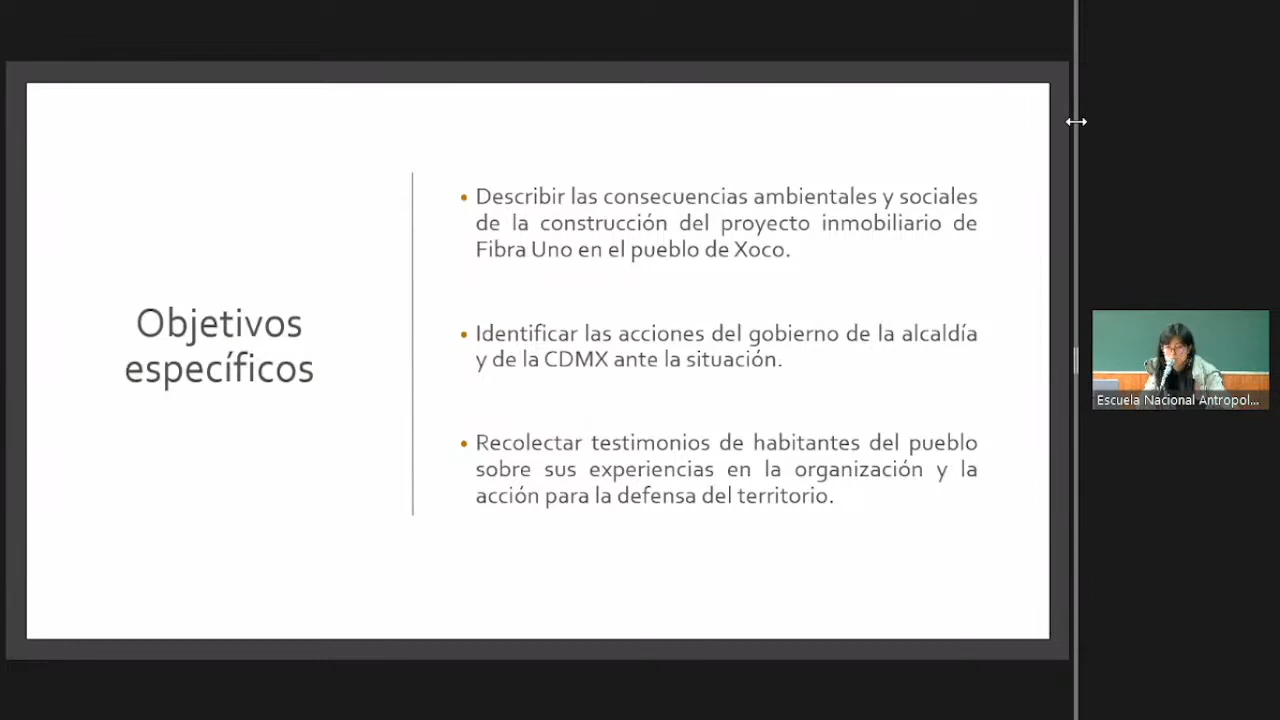 Objetivos
específicos
• Describir las consecuencias ambientales y sociales
de la construcción del proyecto inmobiliario de
Fibra Uno en el pueblo de Xoco.
• Identificar las acciones del gobierno de la alcaldía
y de la CDMX ante la situación.
• Recolectar testimonios de habitantes del pueblo
sobre sus experiencias en la organización y la
acción para la defensa del territorio.
Escuela Nacional Antropol...